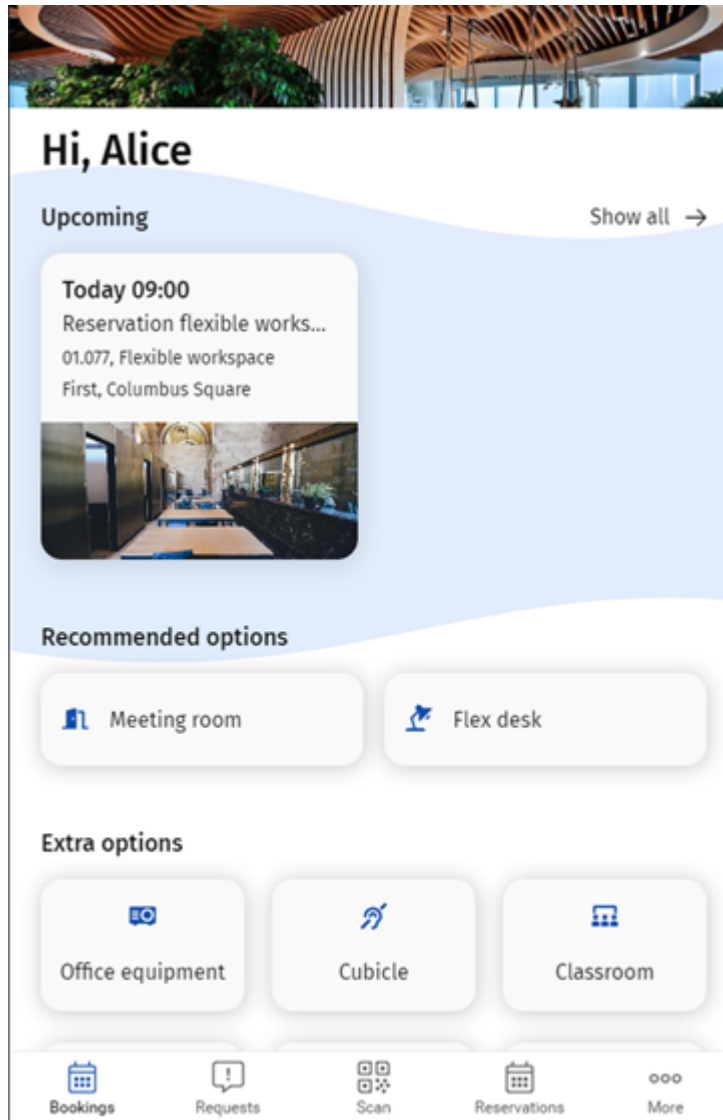 Hi, Alice
Upcoming
Show all →
Today 09:00
Reservation flexible works...
01.077, Flexible workspace
First, Columbus Square
Recommended options
Meeting room
Flex desk
Extra options
Office equipment
Cubicle
Classroom
Bookings
Requests
Scan
Reservations
More